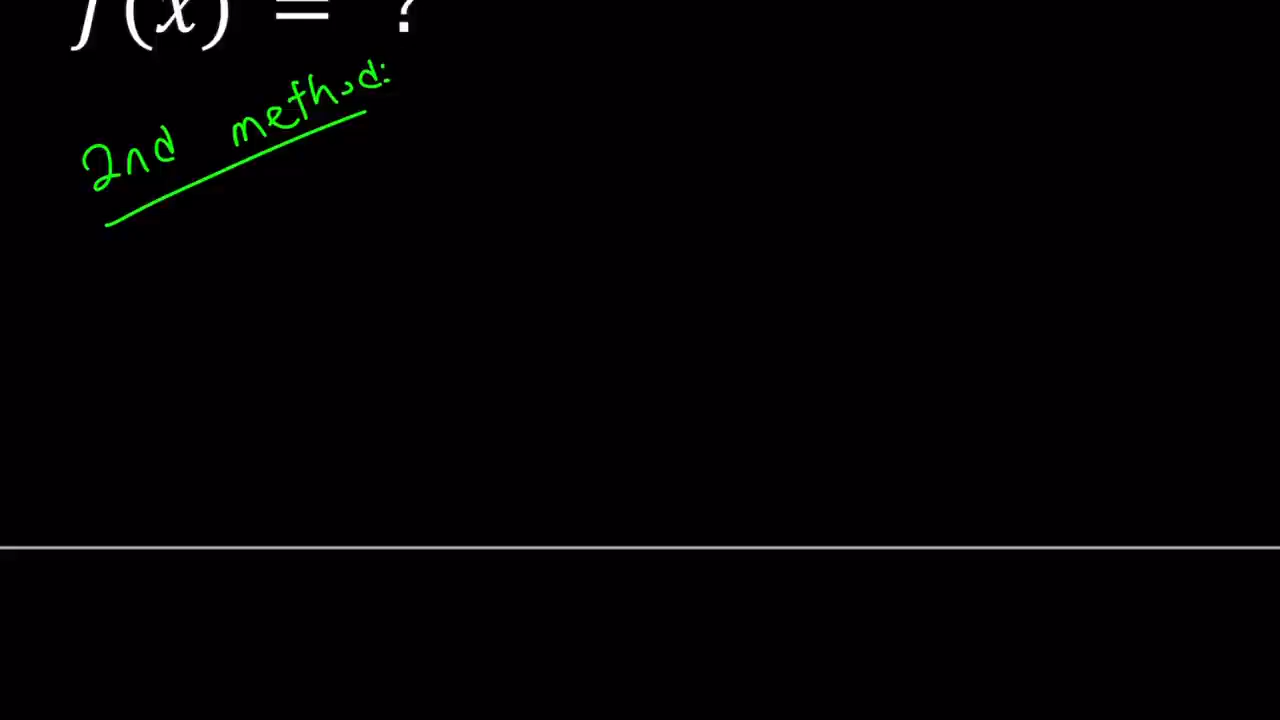 f(x) = ?
2nd method: